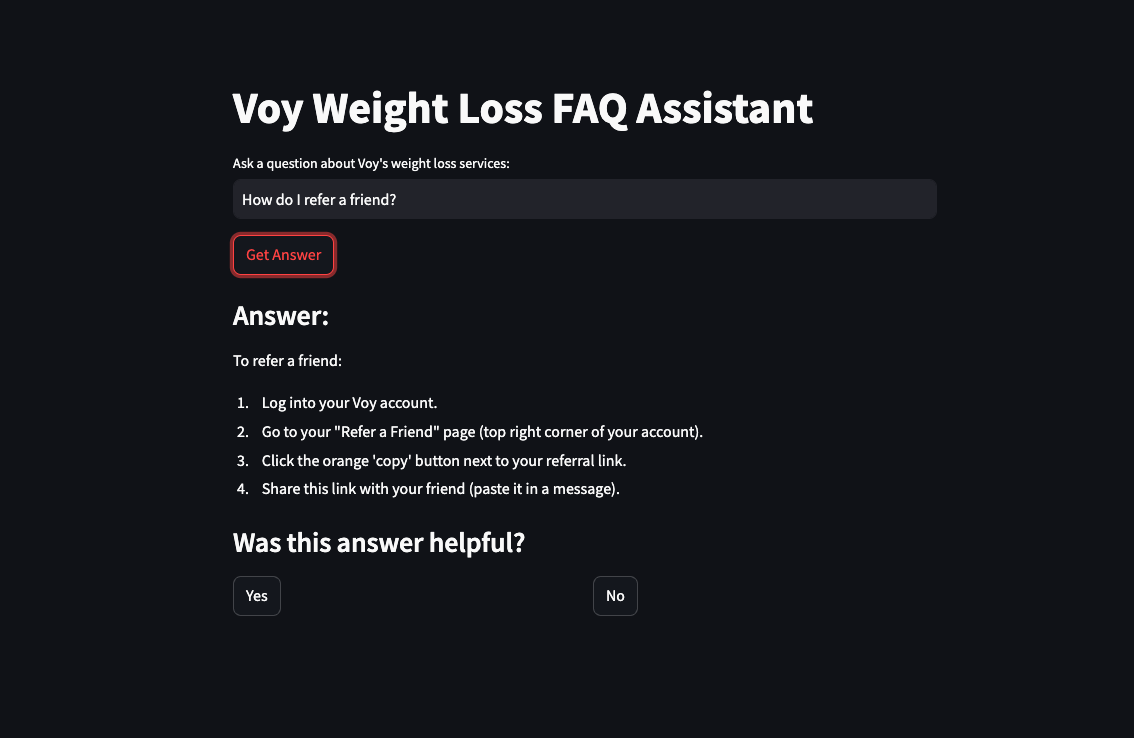 Voy Weight Loss FAQ Assistant
Ask a question about Voy's weight loss services:
How do I refer a friend?
Get Answer
Answer:
To refer a friend:
1. Log into your Voy account.
2. Go to your "Refer a Friend" page (top right corner of your account).
3. Click the orange 'copy' button next to your referral link.
4. Share this link with your friend (paste it in a message).
Was this answer helpful?
Yes No